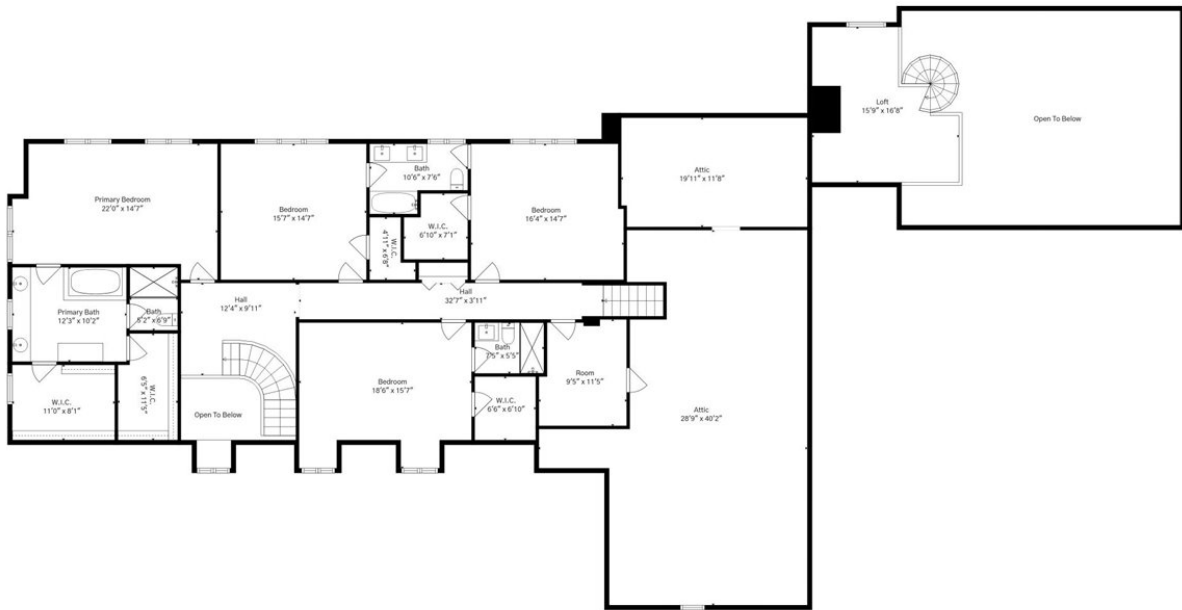 Loft
15'9" x 16'8"
Open To Below
Attic
19'11" x 11'8"
Primary Bedroom
22'0" x 14'7"
Bedroom
15'7" x 14'7"
Bath
10'6" x 7'6"
W.I.C.
6'10" x 7'1"
W.I.C.
4'11" x 6'8"
Bedroom
16'4" x 14'7"
Primary Bath
12'3" x 10'2"
Bath
5'2" x 6'9"
Hall
12'4" x 9'11"
Hall
32'7" x 3'11"
W.I.C.
11'0" x 8'1"
W.I.C.
6'5" x 11'5"
Open To Below
Bedroom
18'6" x 15'7"
Bath
7'5" x 5'5"
W.I.C.
6'6" x 6'10"
Room
9'5" x 11'5"
Attic
28'9" x 40'2"